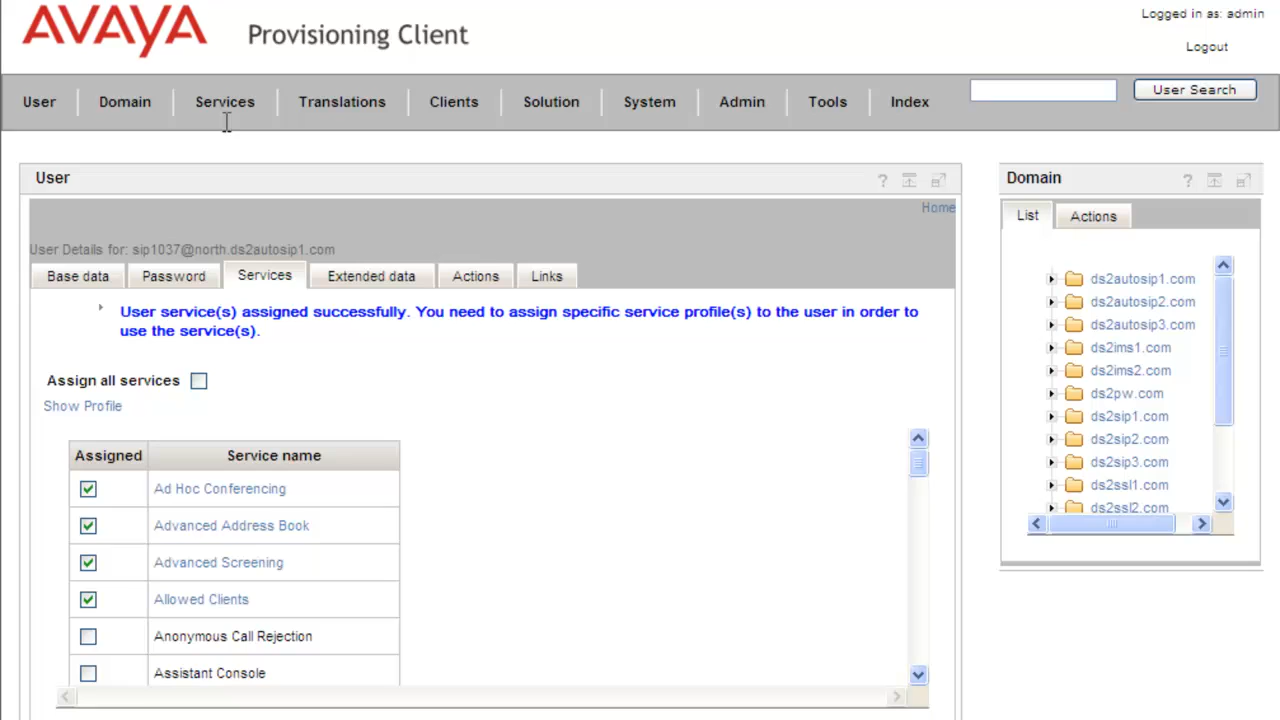 AVAYA Provisioning Client
Logged in as: admin
Logout
User Domain Services Translations Clients Solution System Admin Tools Index User Search
User ?
Home
User Details for: sip1037@north.ds2autosip1.com
Base data Password Services Extended data Actions Links
User service(s) assigned successfully. You need to assign specific service profile(s) to the user in order to
use the service(s).
Assign all services
Show Profile
Assigned Service name
Ad Hoc Conferencing
Advanced Address Book
Advanced Screening
Allowed Clients
Anonymous Call Rejection
Assistant Console
Domain ?
List Actions
ds2autosip1.com
ds2autosip2.com
ds2autosip3.com
ds2ims1.com
ds2ims2.com
ds2pw.com
ds2sip1.com
ds2sip2.com
ds2sip3.com
ds2ssl1.com
ds2ssl2.com